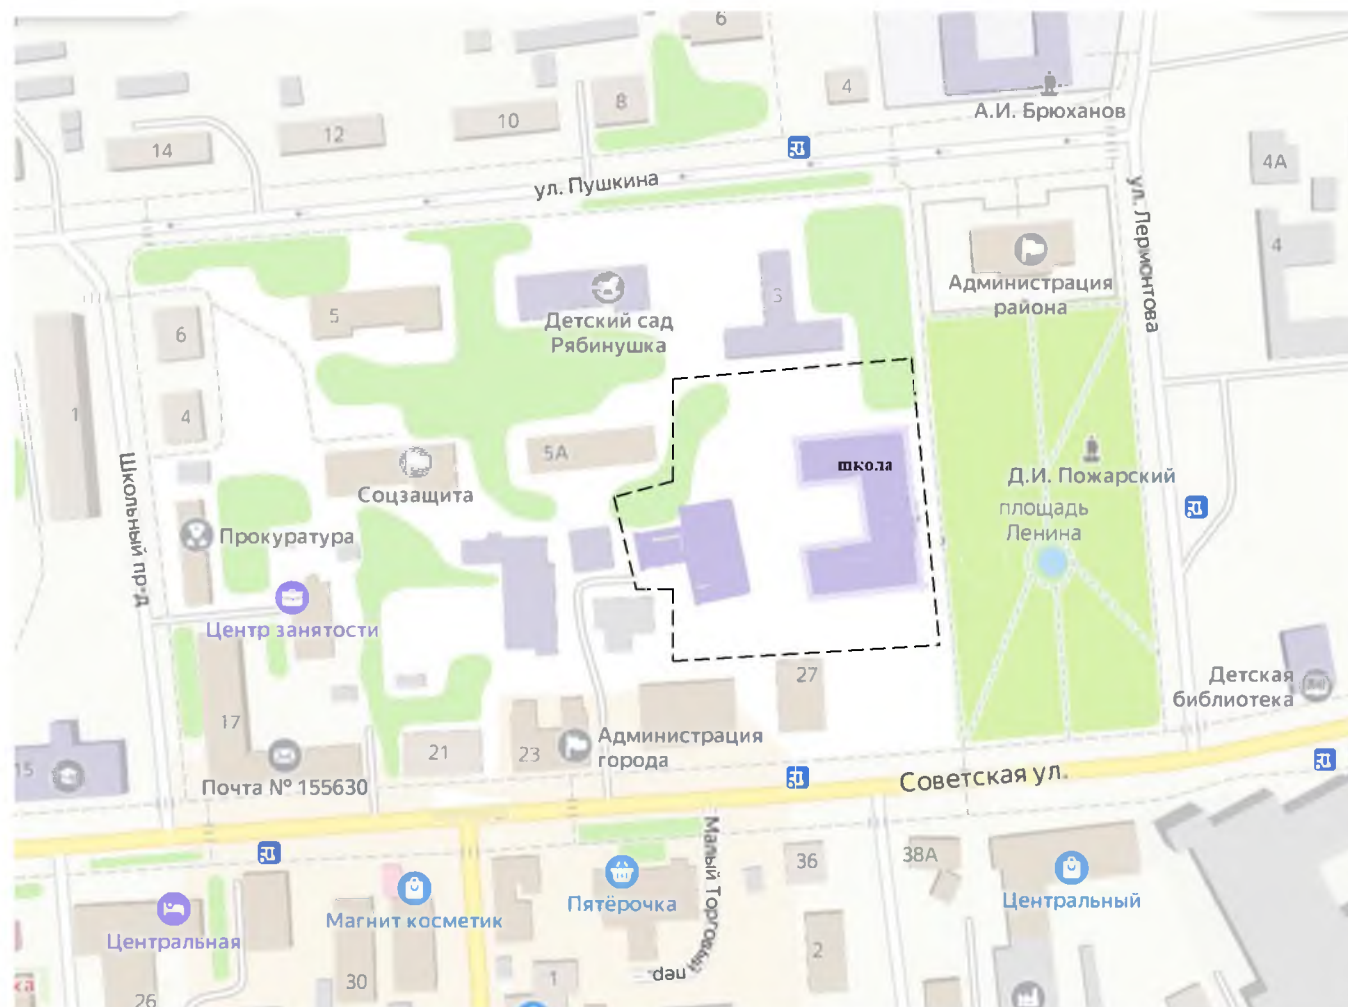 6
4
А.И. Брюханов
8
10
12
14
4А
ул. Пушкина
ул. Лермонтова
4
Администрация
района
Детский сад
Рябинушка
3
5
6
4
1
5А
школа
Соцзащита
Д.И. Пожарский
площадь
Ленина
Школьный пр-д
Прокуратура
Центр занятости
Детская
библиотека
27
17
21
23
Администрация
города
15
Почта № 155630
Советская ул.
Малый Торговый
пер.
36
38А
Центральный
Пятёрочка
Магнит косметик
Центральная
2
1
30
26